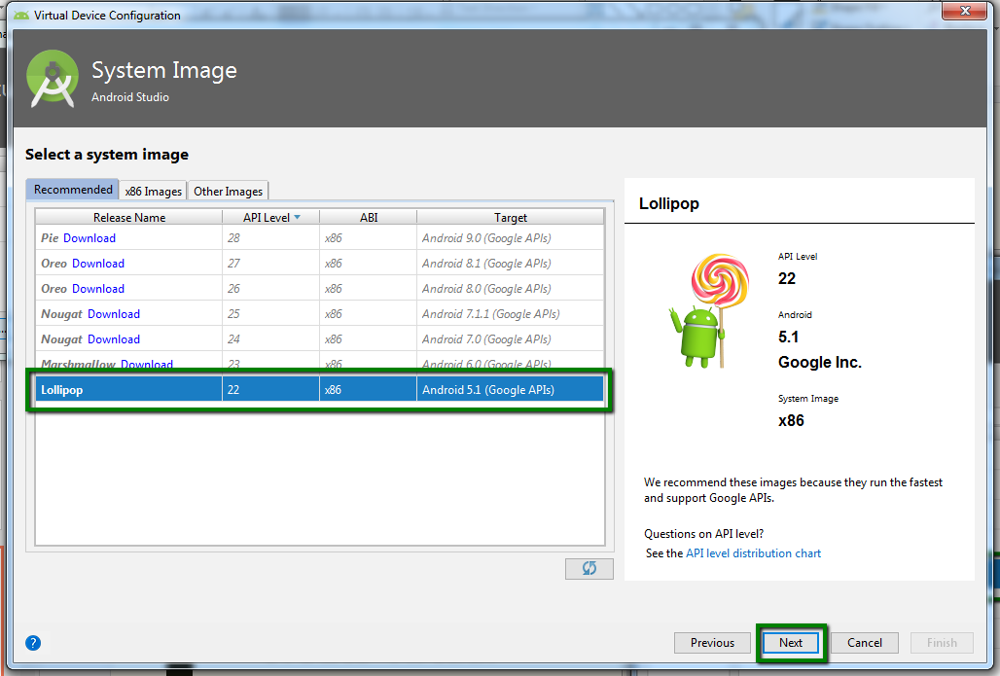 Virtual Device Configuration
System Image
Android Studio
Select a system image
Recommended x86 Images Other Images
Release Name API Level ABI Target
Pie Download 28 x86 Android 9.0 (Google APIs)
Oreo Download 27 x86 Android 8.1 (Google APIs)
Oreo Download 26 x86 Android 8.0 (Google APIs)
Nougat Download 25 x86 Android 7.1.1 (Google APIs)
Nougat Download 24 x86 Android 7.0 (Google APIs)
Marshmallow Download 23 x86 Android 6.0 (Google APIs)
Lollipop 22 x86 Android 5.1 (Google APIs)
Lollipop
API Level
22
Android
5.1
Google Inc.
System Image
x86
We recommend these images because they run the fastest
and support Google APIs.
Questions on API level?
See the API level distribution chart
? Previous Next Cancel Finish